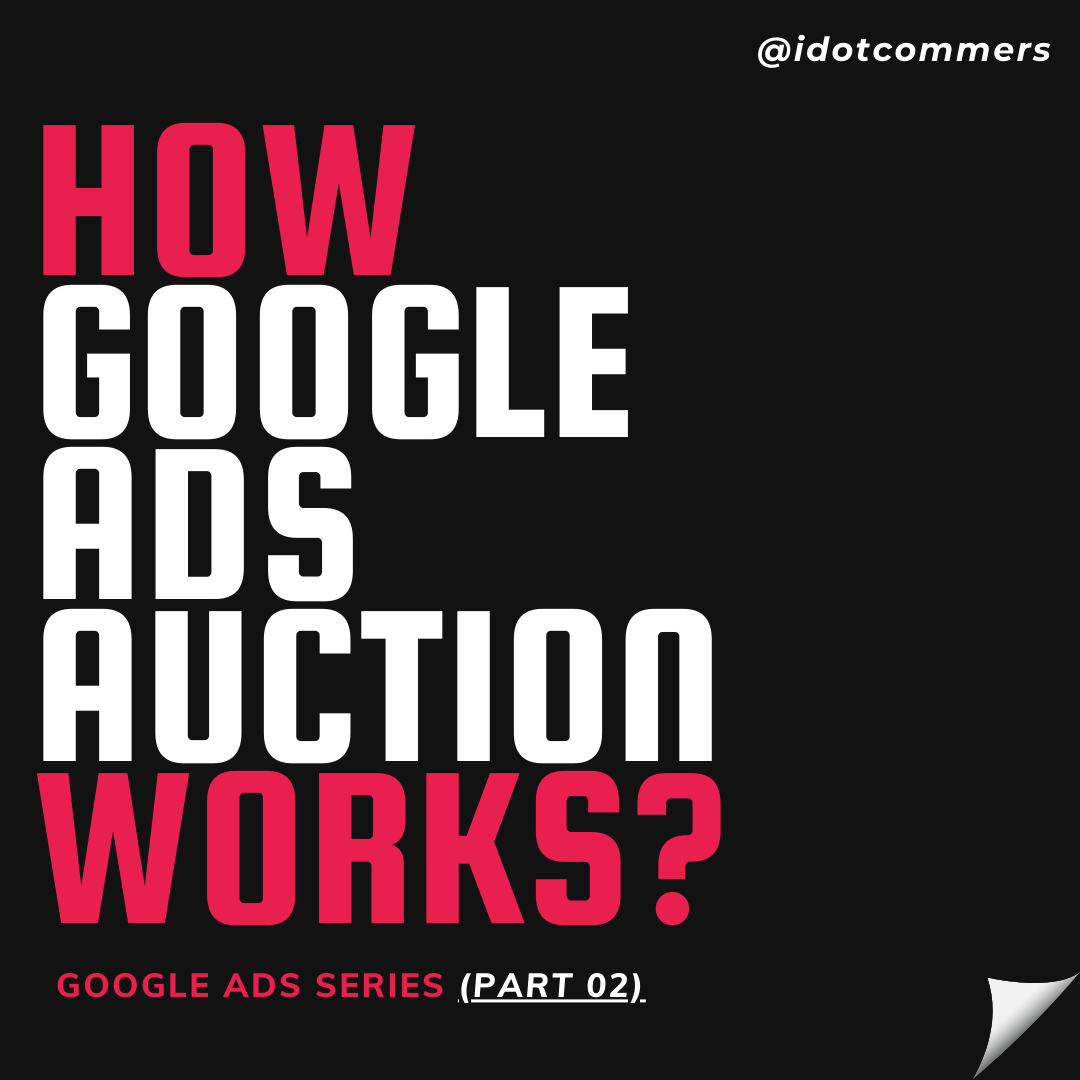 @idotcommers
HOW
GOOGLE
ADS
AUCTION
WORKS?
GOOGLE ADS SERIES (PART 02)